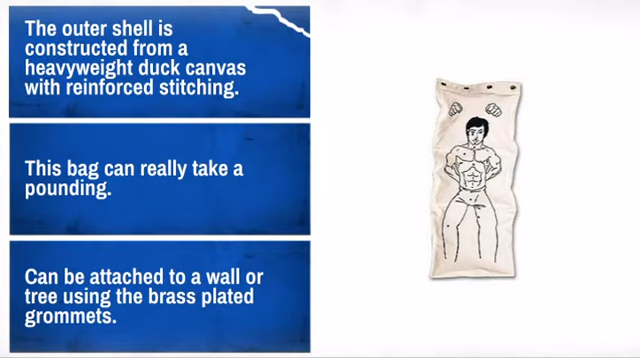 The outer shell is
constructed from a
heavyweight duck canvas
with reinforced stitching.
This bag can really take a
pounding.
Can be attached to a wall or
tree using the brass plated
grommets.